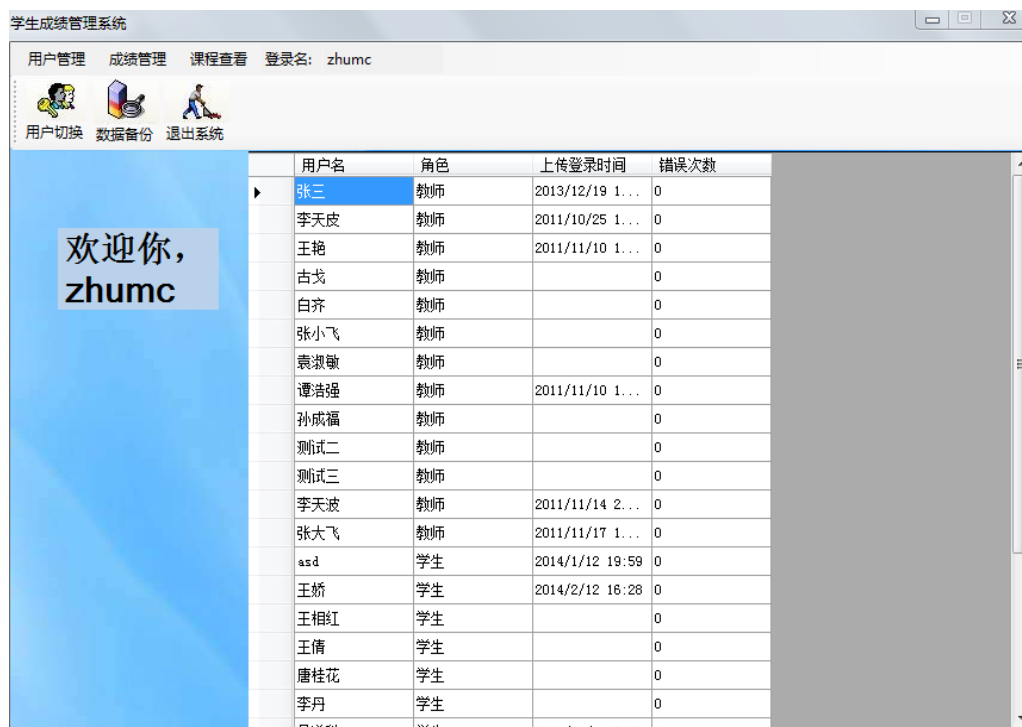 学生成绩管理系统
用户管理 成绩管理 课程查看 登录名: zhumc
用户切换 数据备份 退出系统
用户名 角色 上传登录时间 错误次数
张三 教师 2013/12/19 1... 0
李天皮 教师 2011/10/25 1... 0
王艳 教师 2011/11/10 1... 0
古戈 教师 0
白齐 教师 0
张小飞 教师 0
袁淑敏 教师 0
谭浩强 教师 2011/11/10 1... 0
孙成福 教师 0
测试二 教师 0
测试三 教师 0
李天波 教师 2011/11/14 2... 0
张大飞 教师 2011/11/17 1... 0
asd 学生 2014/1/12 19:59 0
王娇 学生 2014/2/12 16:28 0
王相红 学生 0
王倩 学生 0
唐桂花 学生 0
李丹 学生 0
欢迎你，
zhumc